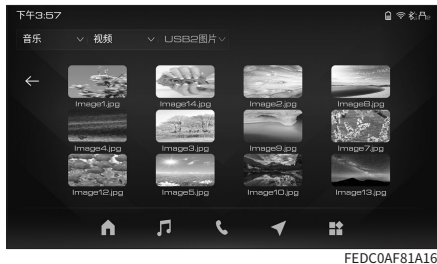 下午3:57
音乐 视频 USB2图片
Image1.jpg Image14.jpg Image2.jpg Image8.jpg
Image4.jpg Image3.jpg Image9.jpg Image7.jpg
Image12.jpg Image5.jpg Image10.jpg Image13.jpg
FEDC0AF81A16